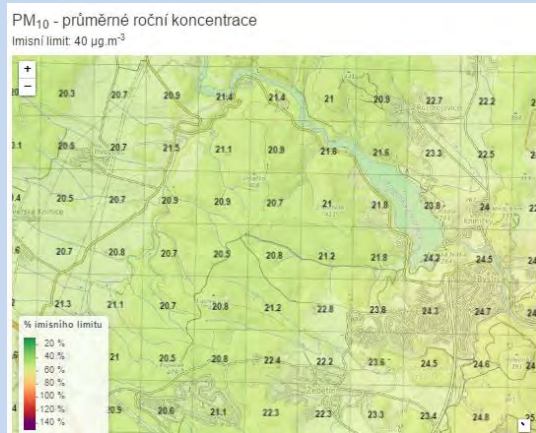 PM₁₀ - průměrné roční koncentrace
Imisní limit: 40 µg.m⁻³
+
−
20.3 20.7 20.9 21.4 21.4 21 20.9 22.7 22.2
20.5 20.7 21.5 21.1 20.9 21.6 21.6 23.3 22.5
20.5 20.7 20.9 20.9 20.7 21 21.8 23.8 24
20.7 20.8 20.7 20.5 20.8 21.2 21.8 24.2 24.5
21.3 21.1 20.7 20.8 21.2 22.8 23.8 24.3 24.7
21 20.5 20.8 22.4 22.2 23.6 24.5 24.6
20.9 20.6 21.1 22.3 22.3 23.3 23.4 24.8
% imisního limitu
20 %
40 %
60 %
80 %
100 %
120 %
140 %